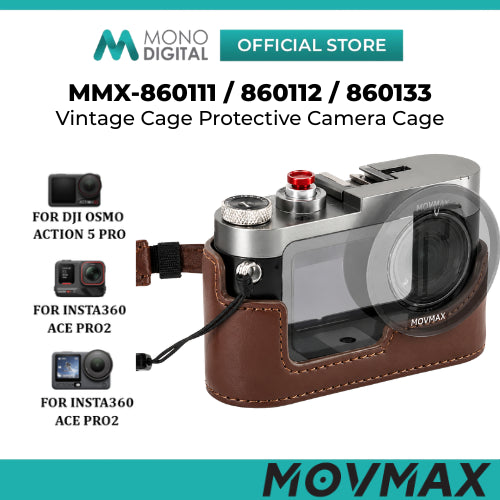 MONO
DIGITAL
OFFICIAL STORE
MMX-860111 / 860112 / 860133
Vintage Cage Protective Camera Cage
FOR DJI OSMO
ACTION 5 PRO
FOR INSTA360
ACE PRO2
FOR INSTA360
ACE PRO2
MOVMAX
MOVMAX
MOVMAX